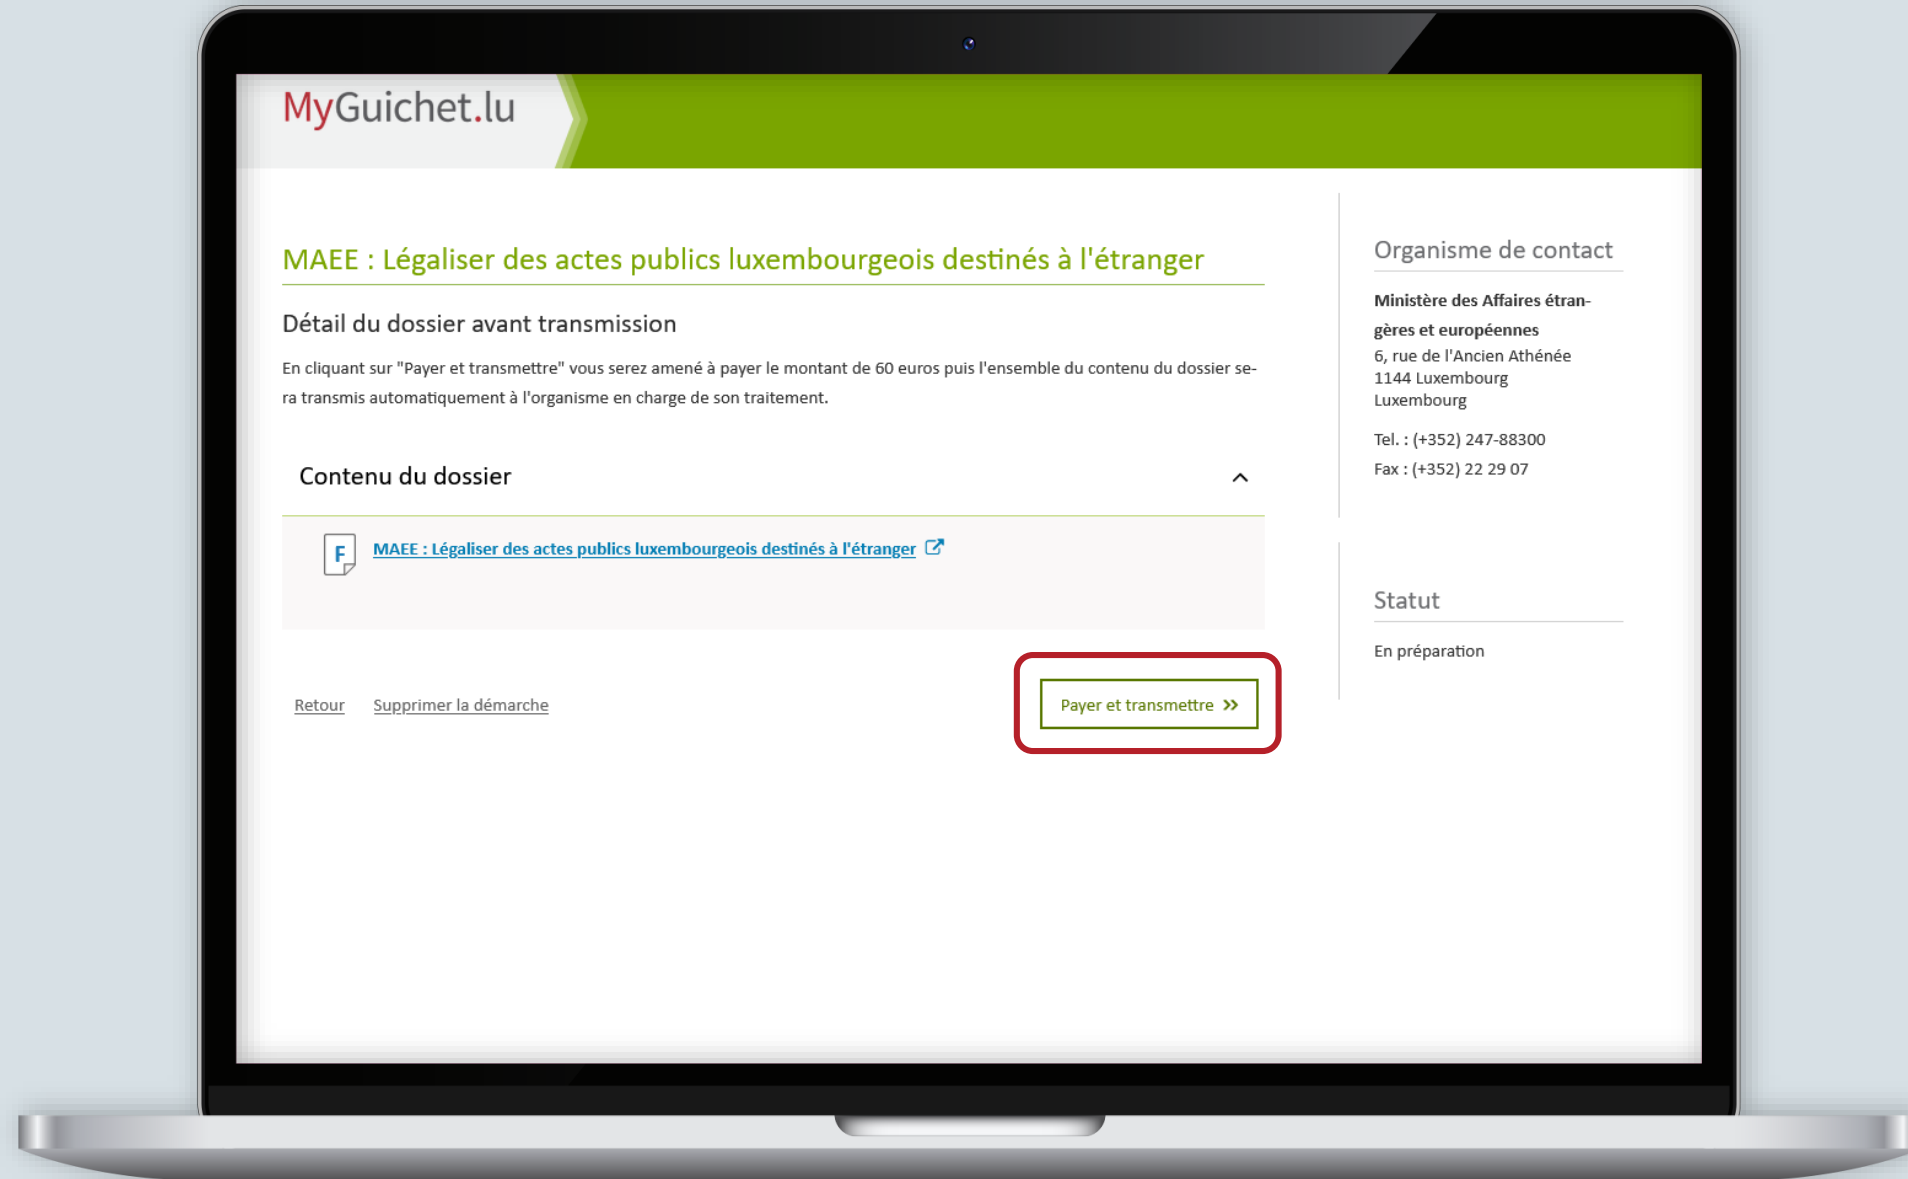 MyGuichet.lu
MAEE : Légaliser des actes publics luxembourgeois destinés à l'étranger
Détail du dossier avant transmission
En cliquant sur "Payer et transmettre" vous serez amené à payer le montant de 60 euros puis l'ensemble du contenu du dossier se-
ra transmis automatiquement à l'organisme en charge de son traitement.
Contenu du dossier
F MAEE : Légaliser des actes publics luxembourgeois destinés à l'étranger
Retour Supprimer la démarche
Payer et transmettre »
Organisme de contact
Ministère des Affaires étran-
gères et européennes
6, rue de l'Ancien Athénée
1144 Luxembourg
Luxembourg
Tel. : (+352) 247-88300
Fax : (+352) 22 29 07
Statut
En préparation